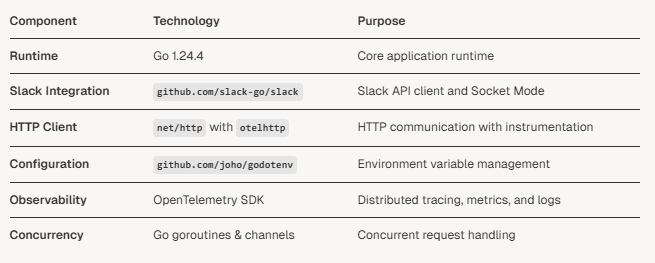 Component Technology Purpose
Runtime Go 1.24.4 Core application runtime
Slack Integration github.com/slack-go/slack Slack API client and Socket Mode
HTTP Client net/http with otelhttp HTTP communication with instrumentation
Configuration github.com/joho/godotenv Environment variable management
Observability OpenTelemetry SDK Distributed tracing, metrics, and logs
Concurrency Go goroutines & channels Concurrent request handling